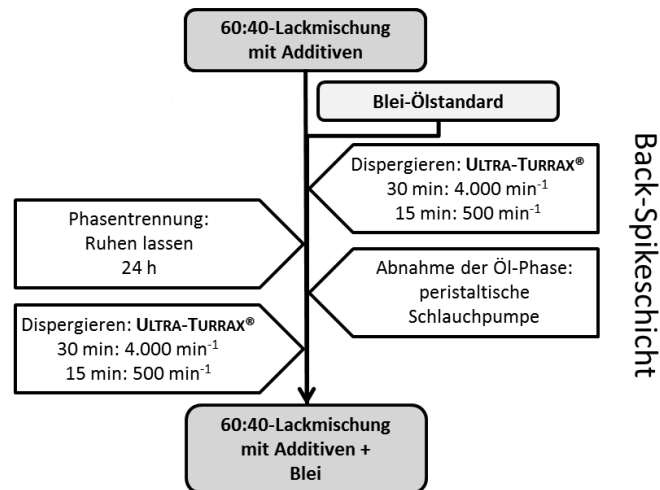 60:40-Lackmischung
mit Additiven
Blei-Ölstandard
Dispergieren: ULTRA-TURRAX®
30 min: 4.000 min⁻¹
15 min: 500 min⁻¹
Phasentrennung:
Ruhen lassen
24 h
Abnahme der Öl-Phase:
peristaltische
Schlauchpumpe
Dispergieren: ULTRA-TURRAX®
30 min: 4.000 min⁻¹
15 min: 500 min⁻¹
60:40-Lackmischung
mit Additiven +
Blei
Back-Spikeschicht